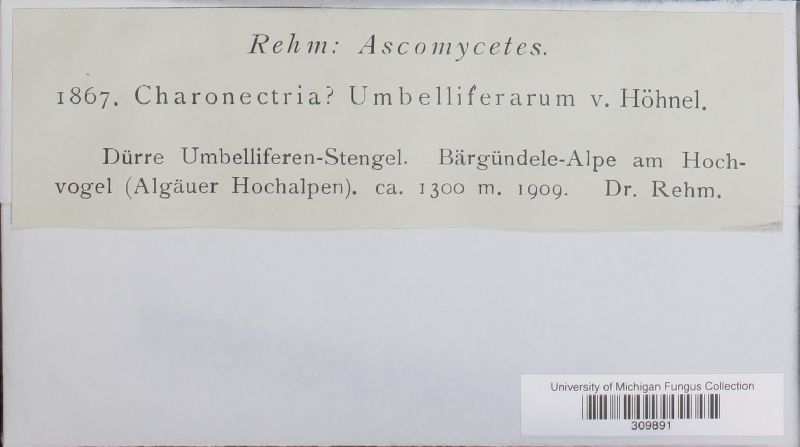 Rehm: Ascomycetes.
1867. Charonectria? Umbelliferarum v. Höhnel.
Dürre Umbelliferen-Stengel. Bärgündele-Alpe am Hoch-
vogel (Algäuer Hochalpen). ca. 1300 m. 1909. Dr. Rehm.
University of Michigan Fungus Collection
309891